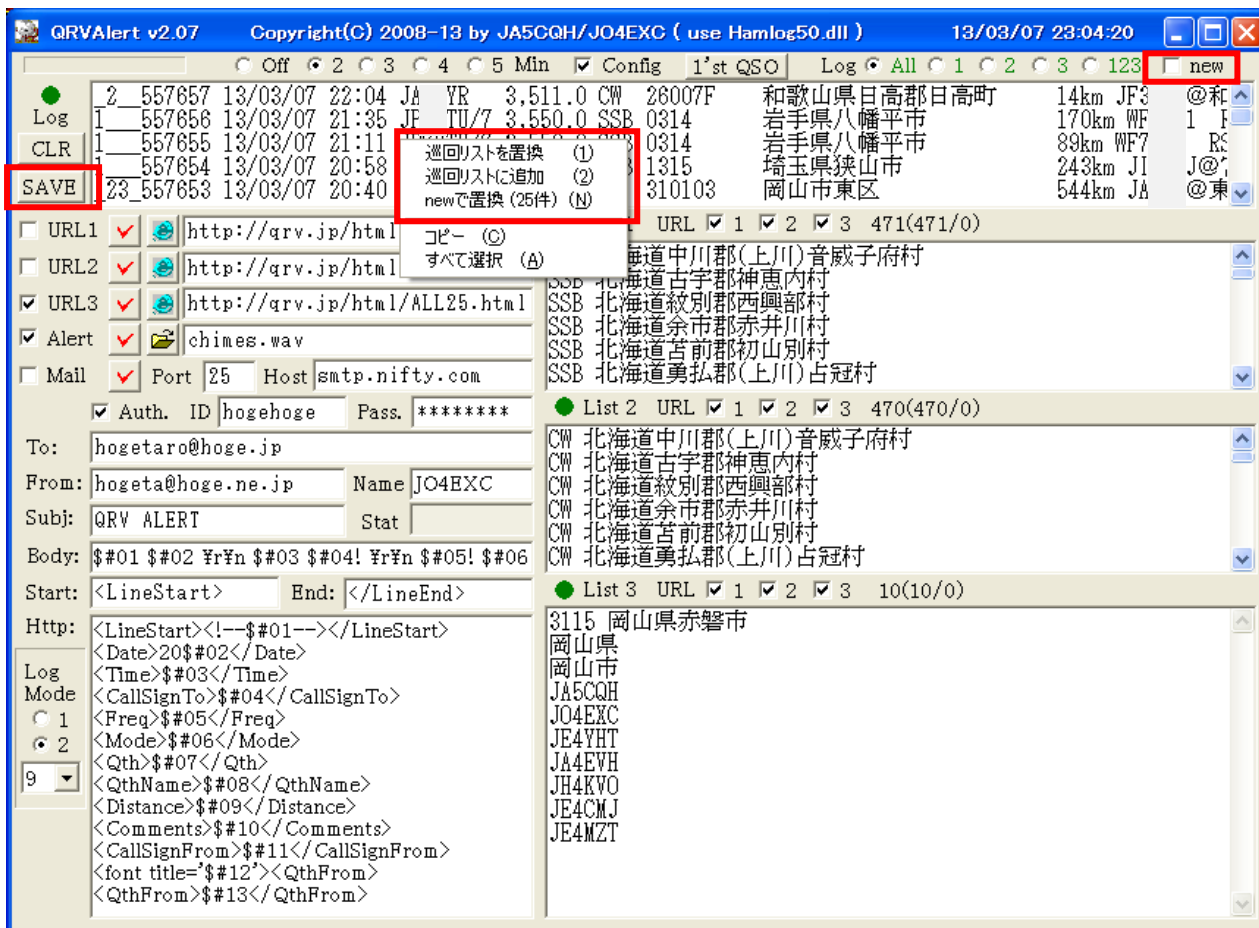 QRVAlert v2.07 Copyright(C) 2008-13 by JA5CQH/JO4EXC ( use Hamlog50.dll ) 13/03/07 23:04:20
Off 2 3 4 5 Min Config 1'st QSO Log All 1 2 3 123 new
Log
CLR
SAVE
_2__557657 13/03/07 22:04 JA YR 3,511.0 CW 26007F 和歌山県日高郡日高町 14km JF3 @和
1___557656 13/03/07 21:35 JF TU/7 3,550.0 SSB 0314 岩手県八幡平市 170km WF 1
1___557655 13/03/07 21:11 0314 岩手県八幡平市 89km WF7
1___557654 13/03/07 20:58 1315 埼玉県狭山市 243km JI J@
_23_557653 13/03/07 20:40 310103 岡山市東区 544km JA @東
巡回リストを置換 (1)
巡回リストに追加 (2)
newで置換 (25件) (N)
コピー (C)
すべて選択 (A)
URL1 http://qrv.jp/html
URL2 http://qrv.jp/html
URL3 http://qrv.jp/html/ALL25.html
Alert chimes.wav
Mail Port 25 Host smtp.nifty.com
Auth. ID hogehoge Pass. ********
To: hogetaro@hoge.jp
From: hogeta@hoge.ne.jp Name JO4EXC
Subj: QRV ALERT Stat
Body: $#01 $#02 ¥r¥n $#03 $#04! ¥r¥n $#05! $#06
Start: <LineStart> End: </LineEnd>
Http:
<LineStart><!--$#01--></LineStart>
<Date>20$#02</Date>
<Time>$#03</Time>
<CallSignTo>$#04</CallSignTo>
<Freq>$#05</Freq>
<Mode>$#06</Mode>
<Qth>$#07</Qth>
<QthName>$#08</QthName>
<Distance>$#09</Distance>
<Comments>$#10</Comments>
<CallSignFrom>$#11</CallSignFrom>
<font title='$#12'><QthFrom>
<QthFrom>$#13</QthFrom>
Log
Mode
1
2
9
URL 1 2 3 471(471/0)
郡(上川)音威子府村
SSB 北海道古宇郡神恵内村
SSB 北海道紋別郡西興部村
SSB 北海道余市郡赤井川村
SSB 北海道苫前郡初山別村
SSB 北海道勇払郡(上川)占冠村
List 2 URL 1 2 3 470(470/0)
CW 北海道中川郡(上川)音威子府村
CW 北海道古宇郡神恵内村
CW 北海道紋別郡西興部村
CW 北海道余市郡赤井川村
CW 北海道苫前郡初山別村
CW 北海道勇払郡(上川)占冠村
List 3 URL 1 2 3 10(10/0)
3115 岡山県赤磐市
岡山県
岡山市
JA5CQH
JO4EXC
JE4YHT
JA4EVH
JH4KVO
JE4CMJ
JE4MZT